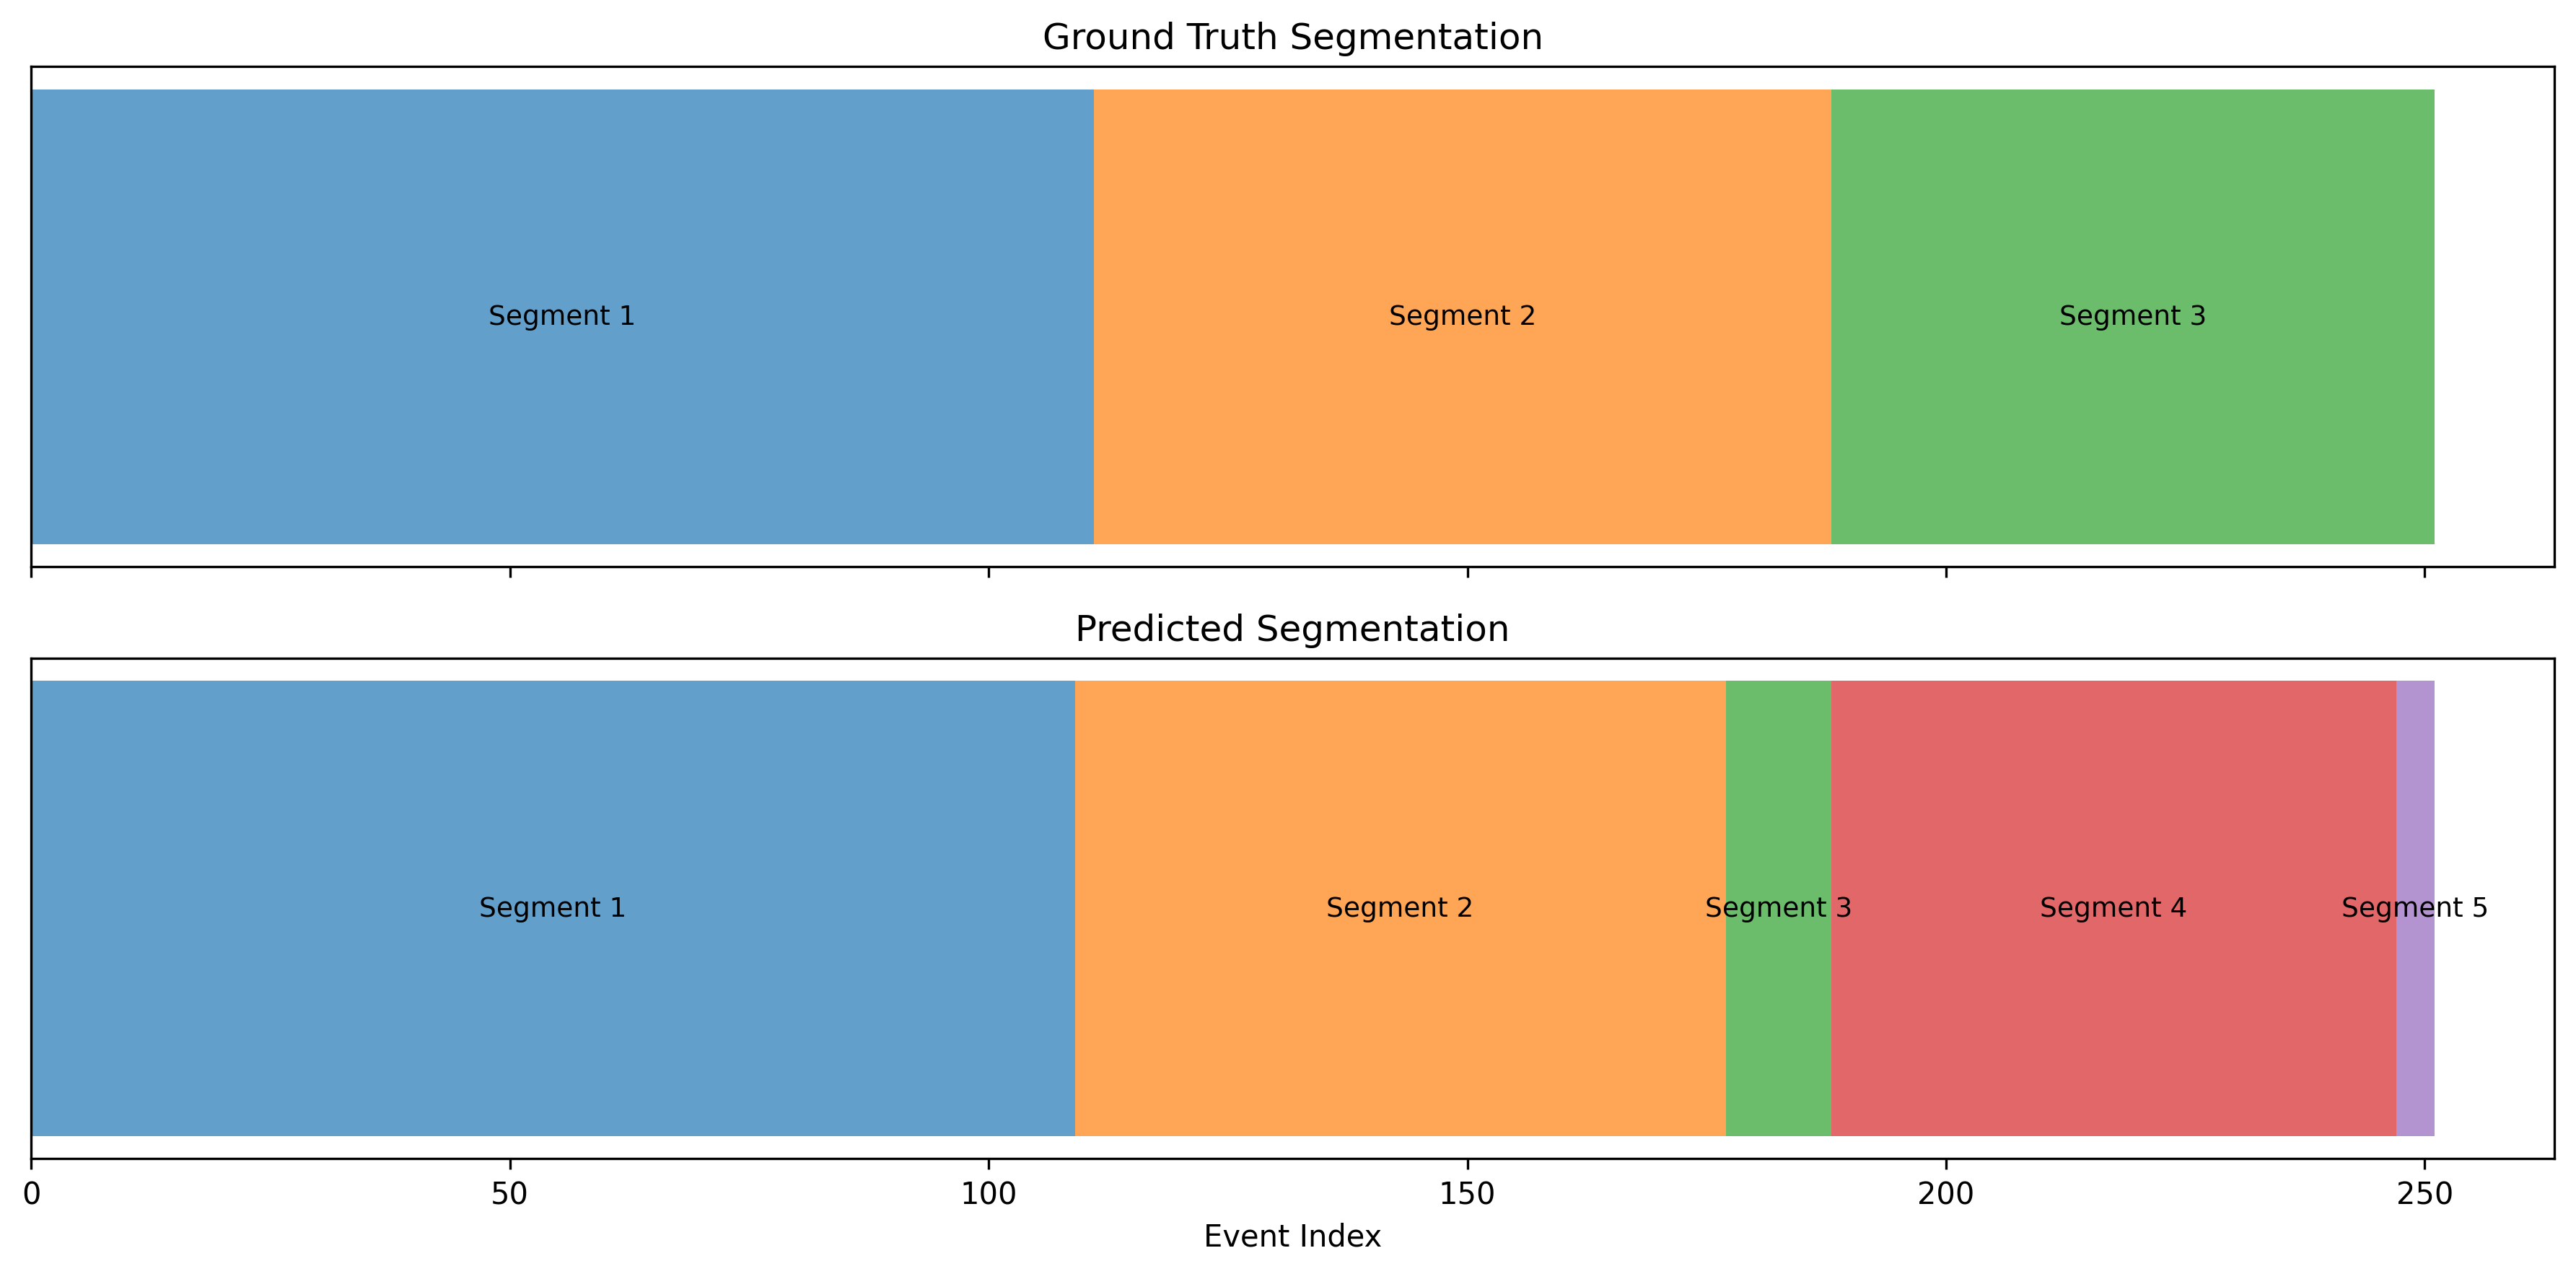 Ground Truth Segmentation
Segment 1 Segment 2 Segment 3
Predicted Segmentation
Segment 1 Segment 2 Segment 3 Segment 4 Segment 5
0 50 100 150 200 250
Event Index